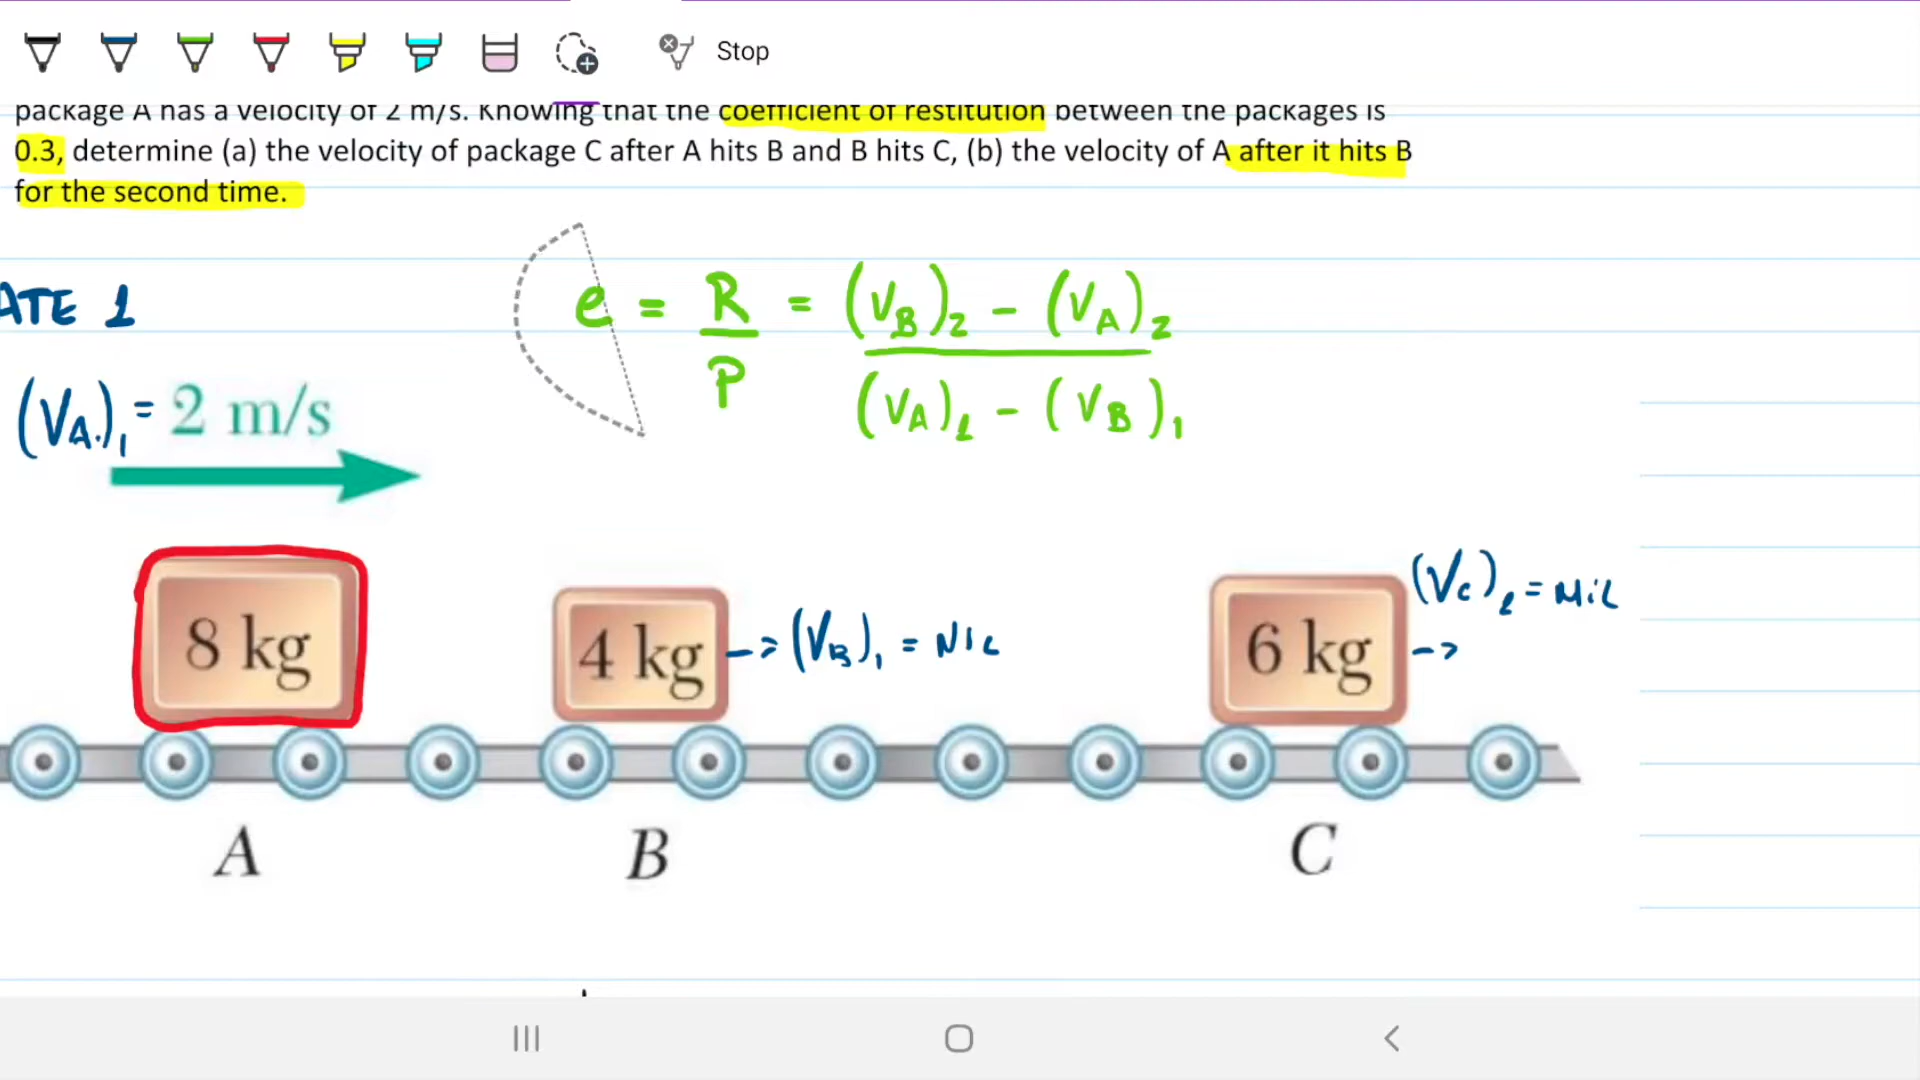 Stop
package A has a velocity of 2 m/s. Knowing that the coefficient of restitution between the packages is
0.3, determine (a) the velocity of package C after A hits B and B hits C, (b) the velocity of A after it hits B
for the second time.
ATE 1
e = R/P = ((VB)2 - (VA)2)/((VA)1 - (VB)1)
(VA)1 = 2 m/s
(VC)1 = NiL
8 kg
4 kg -> (VB)1 = NIL
6 kg ->
A B C